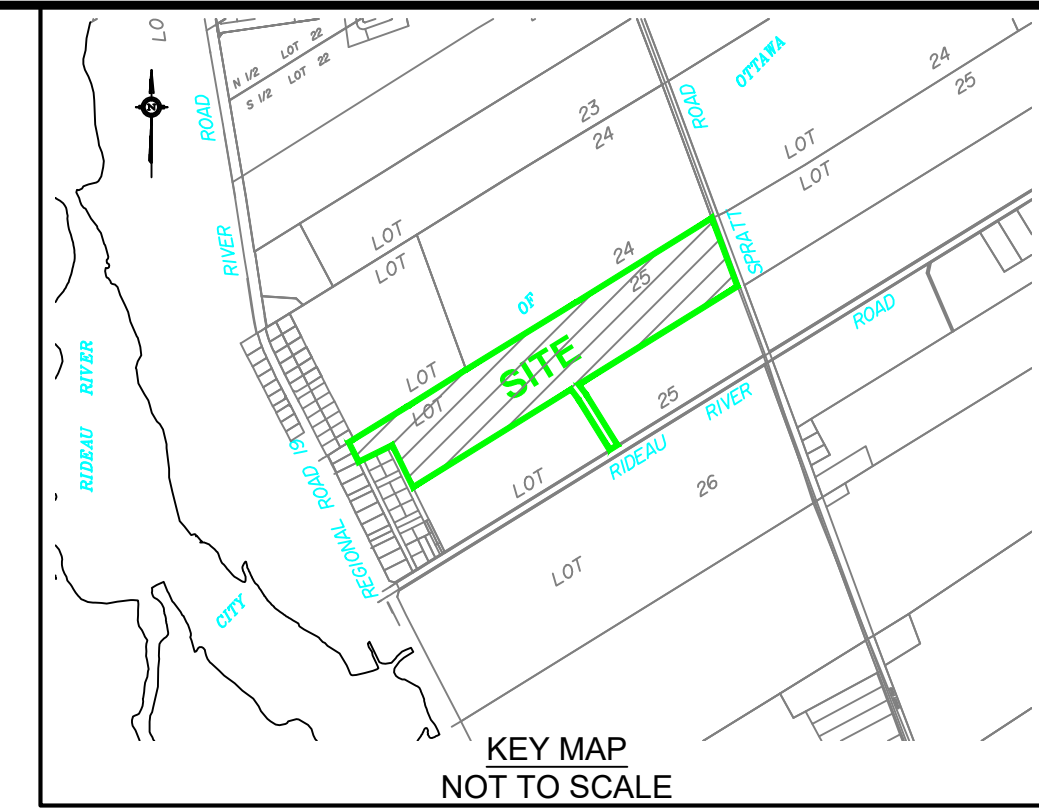 LO
N 1/2 LOT 22
S 1/2 LOT 22
N
ROAD
RIVER
ROAD
OTTAWA
24
25
23
24
LOT
LOT
LOT
LOT
SPRATT
24
25
OF
ROAD
SITE
LOT
LOT
RIDEAU RIVER
25
RIVER
RIDEAU
REGIONAL ROAD 19
LOT
26
LOT
CITY
KEY MAP
NOT TO SCALE